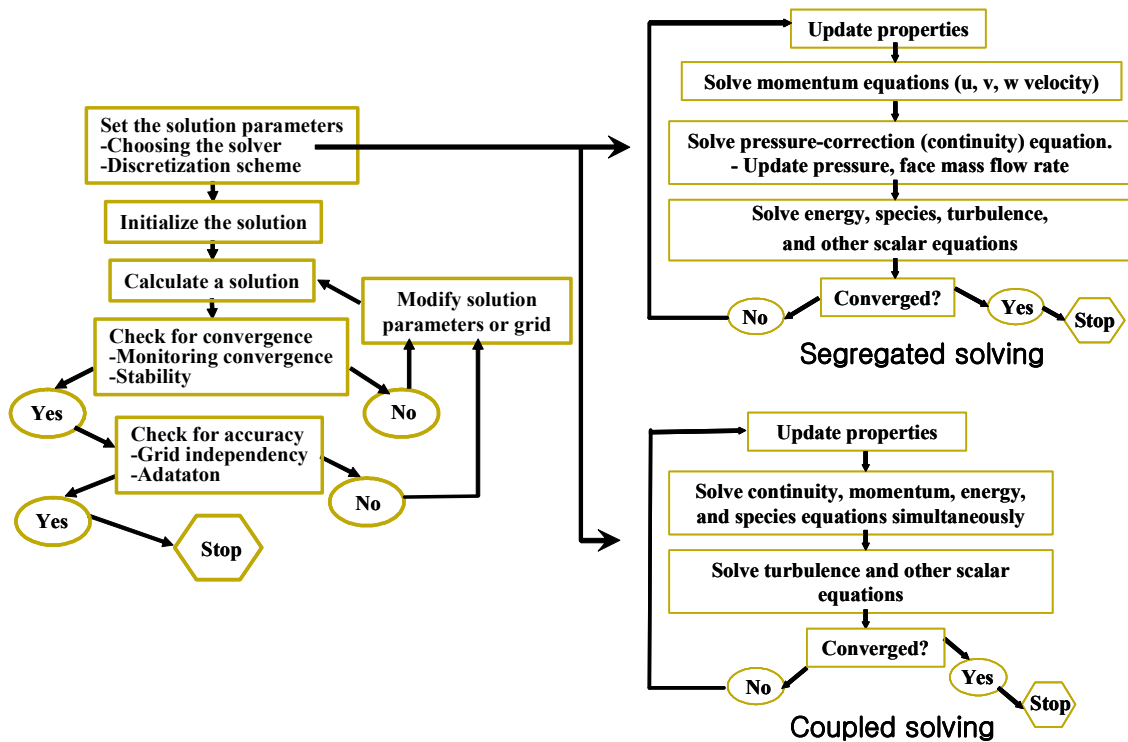 Set the solution parameters
-Choosing the solver
-Discretization scheme
Initialize the solution
Calculate a solution
Modify solution
parameters or grid
Check for convergence
-Monitoring convergence
-Stability
Yes
No
Check for accuracy
-Grid independency
-Adataton
Yes
No
Stop
Update properties
Solve momentum equations (u, v, w velocity)
Solve pressure-correction (continuity) equation.
- Update pressure, face mass flow rate
Solve energy, species, turbulence,
and other scalar equations
Converged?
No
Yes
Stop
Segregated solving
Update properties
Solve continuity, momentum, energy,
and species equations simultaneously
Solve turbulence and other scalar
equations
Converged?
No
Yes
Stop
Coupled solving